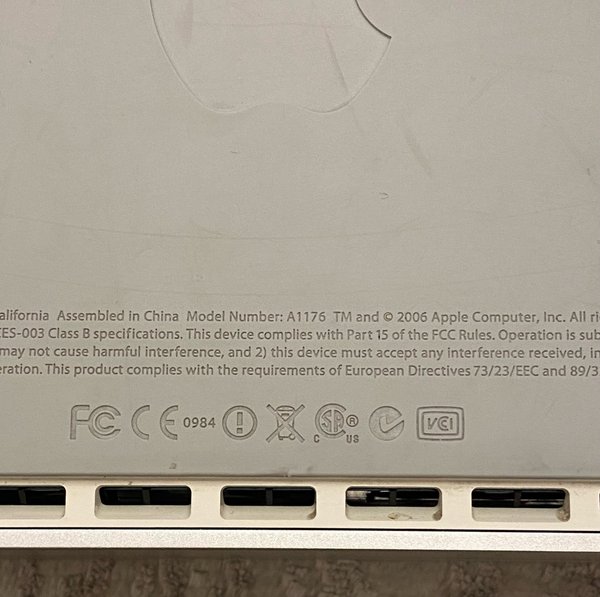 alifornia Assembled in China Model Number: A1176 TM and © 2006 Apple Computer, Inc. All ri
ES-003 Class B specifications. This device complies with Part 15 of the FCC Rules. Operation is sub
may not cause harmful interference, and 2) this device must accept any interference received, in
eration. This product complies with the requirements of European Directives 73/23/EEC and 89/3
FC CE 0984 SA ® C US VCI